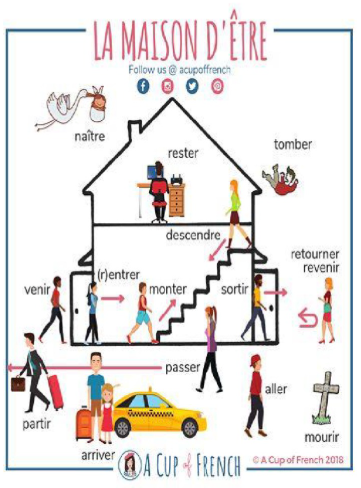 LA MAISON D'ÊTRE
Follow us @ acupoffrench
naître
rester
tomber
descendre
retourner
revenir
(r)entrer
venir
monter
sortir
passer
aller
partir
mourir
arriver
A CUP of FRENCH
© A Cup of French 2018